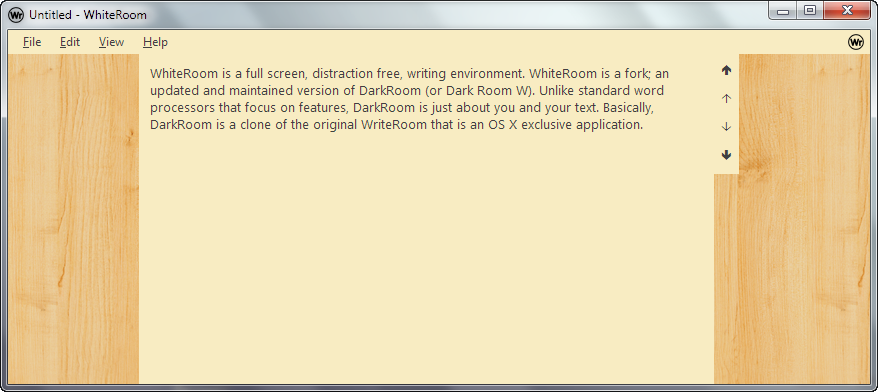 Wr Untitled - WhiteRoom
File Edit View Help Wr
WhiteRoom is a full screen, distraction free, writing environment. WhiteRoom is a fork; an
updated and maintained version of DarkRoom (or Dark Room W). Unlike standard word
processors that focus on features, DarkRoom is just about you and your text. Basically,
DarkRoom is a clone of the original WriteRoom that is an OS X exclusive application.